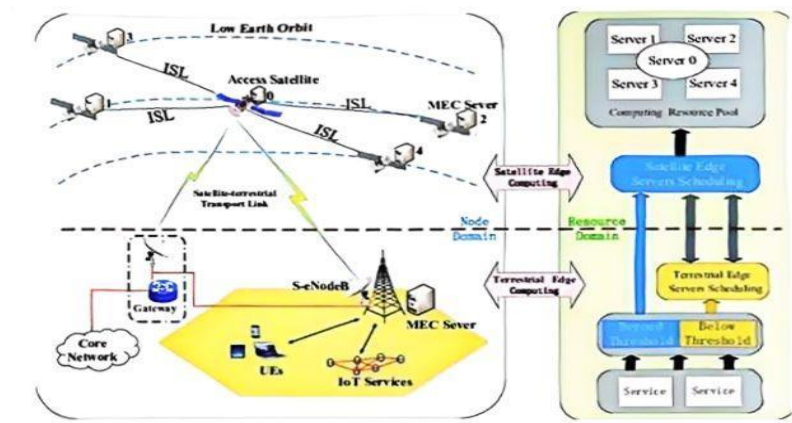 Low Earth Orbit
3
ISL
Access Satellite
0
1
ISL
ISL
MEC Sever
2
ISL
4
Satellite-terrestrial
Transport Link
Node
Domain
S-eNodeB
Gateway
MEC Sever
Core
Network
UEs
IoT Services
Satellite Edge
Computing
Terrestrial Edge
Computing
Resource
Domain
Server 1
Server 2
Server 0
Server 3
Server 4
Computing Resource Pool
Satellite Edge
Servers Scheduling
Terrestrial Edge
Servers Scheduling
Below
Threshold
Threshold
Service
Service